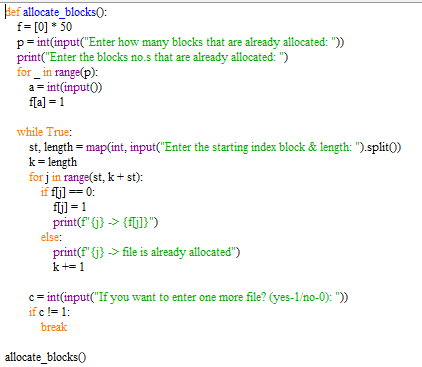 def allocate_blocks():
    f = [0] * 50
    p = int(input("Enter how many blocks that are already allocated: "))
    print("Enter the blocks no.s that are already allocated: ")
    for _ in range(p):
        a = int(input())
        f[a] = 1

    while True:
        st, length = map(int, input("Enter the starting index block & length: ").split())
        k = length
        for j in range(st, k + st):
            if f[j] == 0:
                f[j] = 1
                print(f"{j} -> {f[j]}")
            else:
                print(f"{j} -> file is already allocated")
                k += 1

        c = int(input("If you want to enter one more file? (yes-1/no-0): "))
        if c != 1:
            break

allocate_blocks()